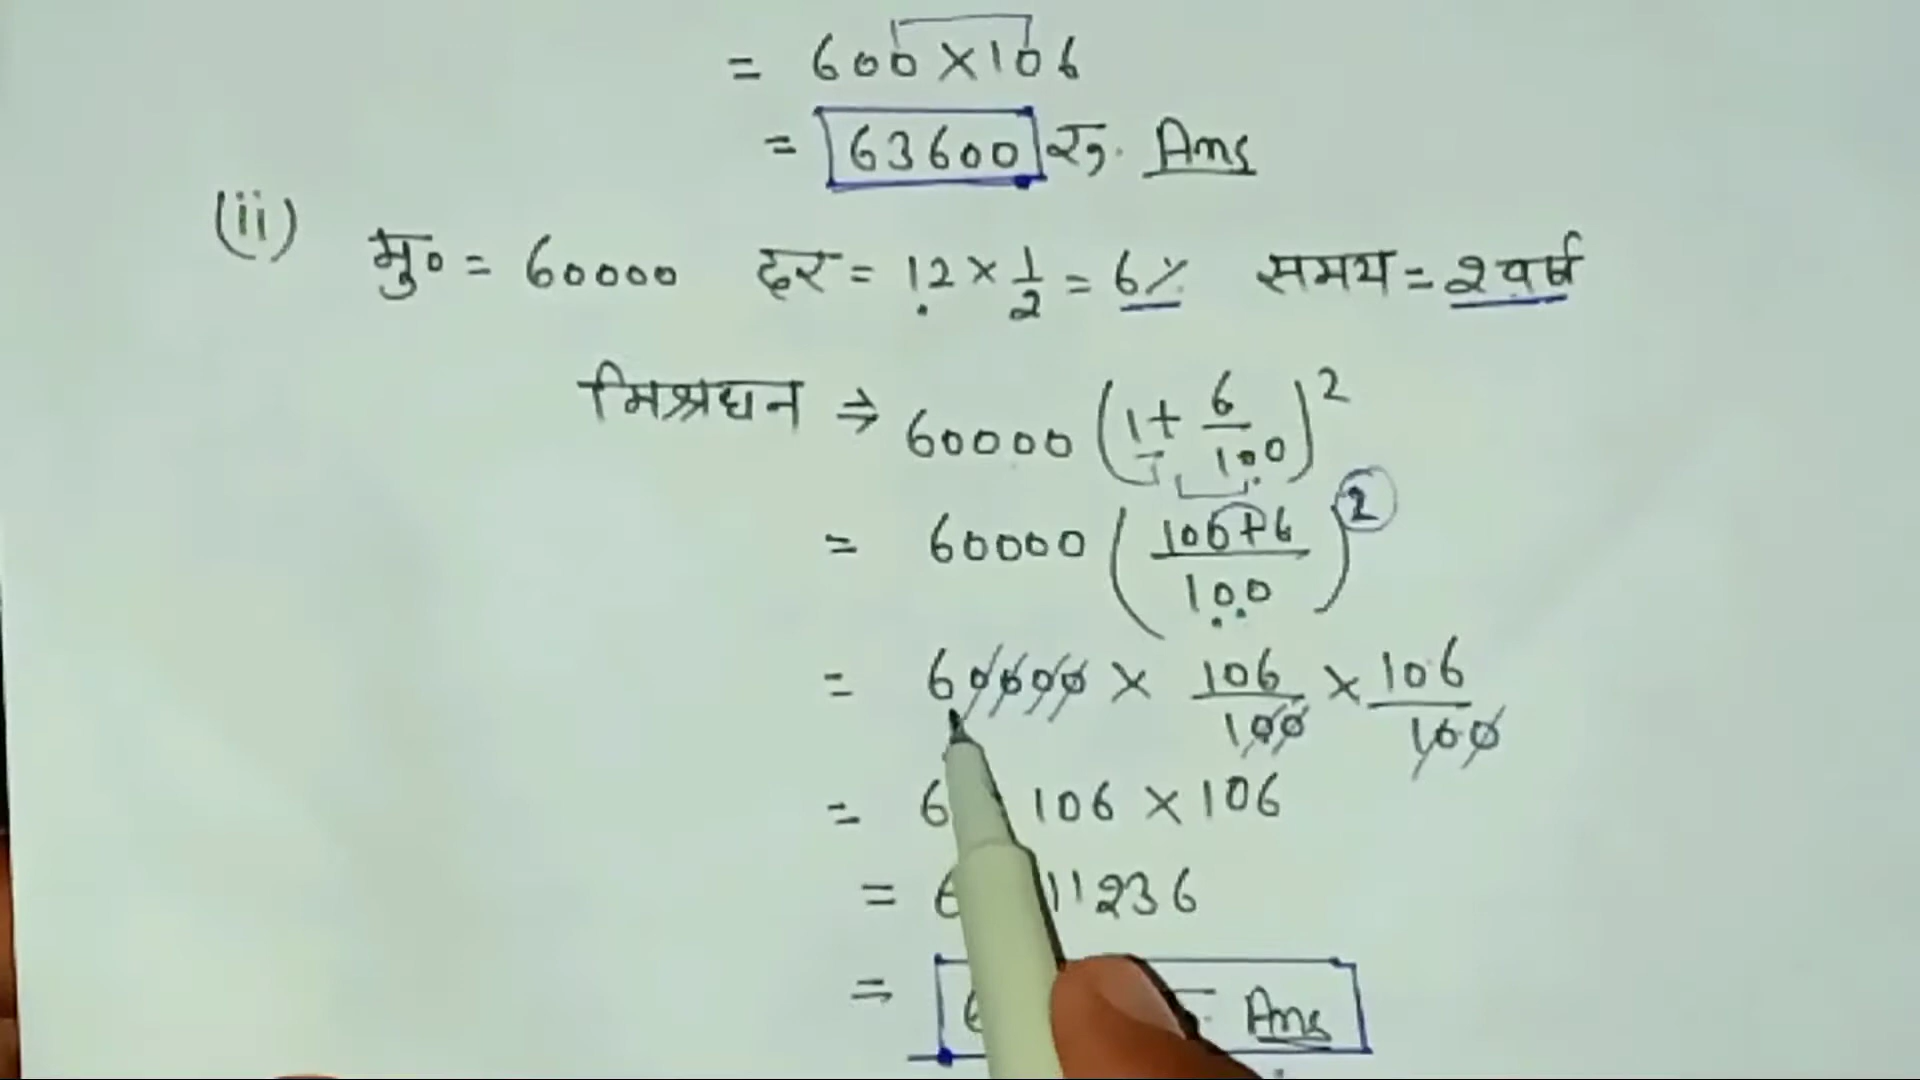 = 600 × 106
= 63600 रु. Ans
(ii)
मु० = 60000 दर = 12 × 1/2 = 6% समय = 2 वर्ष
मिश्रधन ⇒ 60000 (1 + 6/100)²
= 60000 (100+6/100)²
= 60000 × 106/100 × 106/100
= 6 106 × 106
= 11236
= Ans